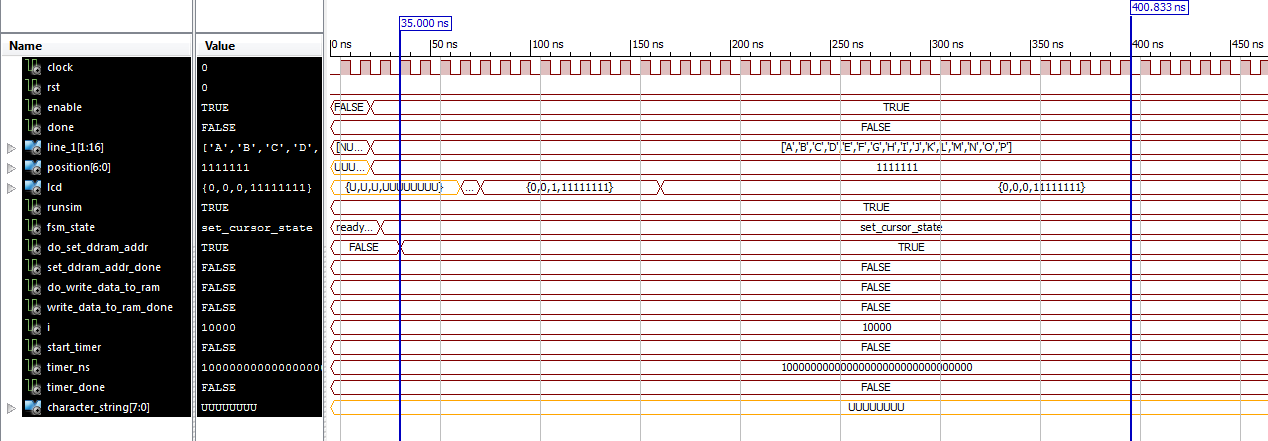 35.000 ns 400.833 ns
Name Value 0 ns 50 ns 100 ns 150 ns 200 ns 250 ns 300 ns 350 ns 400 ns 450 ns
clock 0
rst 0
enable TRUE FALSE TRUE
done FALSE FALSE
line_1[1:16] ['A','B','C','D', [NU... ['A','B','C','D','E','F','G','H','I','J','K','L','M','N','O','P']
position[6:0] 1111111 UUU... 1111111
lcd {0,0,0,11111111} {U,U,U,UUUUUUUU} ... {0,0,1,11111111} {0,0,0,11111111}
runsim TRUE TRUE
fsm_state set_cursor_state ready... set_cursor_state
do_set_ddram_addr TRUE FALSE TRUE
set_ddram_addr_done FALSE FALSE
do_write_data_to_ram FALSE FALSE
write_data_to_ram_done FALSE FALSE
i 10000 10000
start_timer FALSE FALSE
timer_ns
timer_done FALSE FALSE
character_string[7:0] UUUUUUUU UUUUUUUU